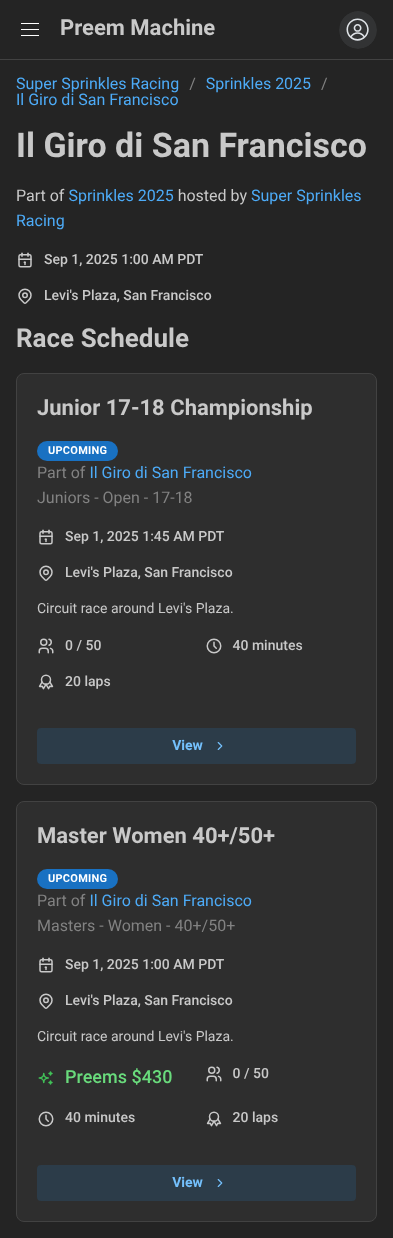 Preem Machine
Super Sprinkles Racing / Sprinkles 2025 /
Il Giro di San Francisco
Il Giro di San Francisco
Part of Sprinkles 2025 hosted by Super Sprinkles
Racing
Sep 1, 2025 1:00 AM PDT
Levi's Plaza, San Francisco
Race Schedule
Junior 17-18 Championship
UPCOMING
Part of Il Giro di San Francisco
Juniors - Open - 17-18
Sep 1, 2025 1:45 AM PDT
Levi's Plaza, San Francisco
Circuit race around Levi's Plaza.
0 / 50 40 minutes
20 laps
View
Master Women 40+/50+
UPCOMING
Part of Il Giro di San Francisco
Masters - Women - 40+/50+
Sep 1, 2025 1:00 AM PDT
Levi's Plaza, San Francisco
Circuit race around Levi's Plaza.
Preems $430 0 / 50
40 minutes 20 laps
View